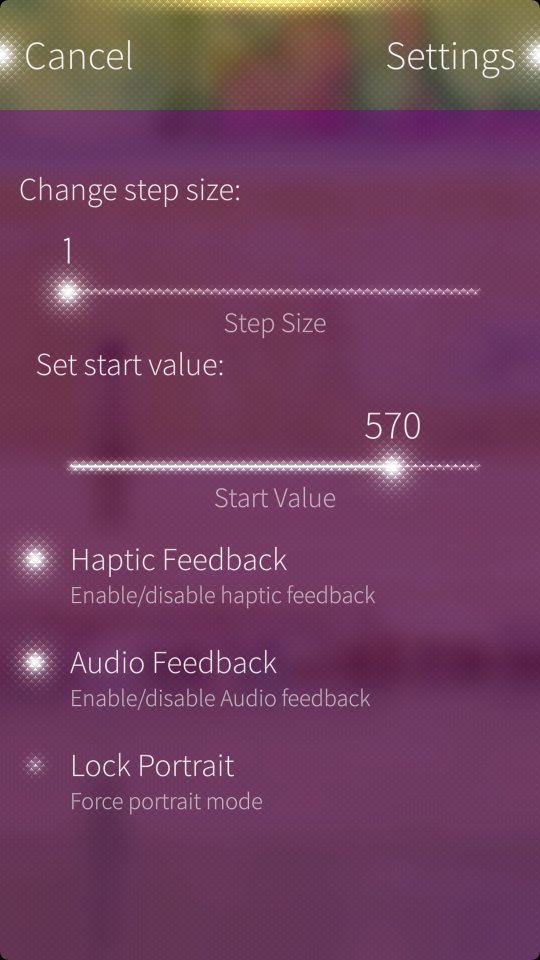 Cancel
Settings
Change step size:
1
Step Size
Set start value:
570
Start Value
Haptic Feedback
Enable/disable haptic feedback
Audio Feedback
Enable/disable Audio feedback
Lock Portrait
Force portrait mode